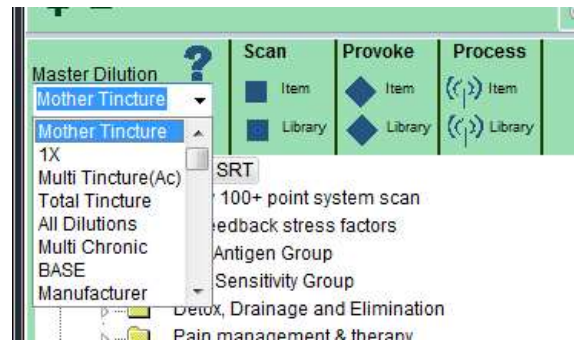 Scan Provoke Process
Master Dilution ?
Item Item Item
Mother Tincture
Library Library Library
Mother Tincture
1X
Multi Tincture(Ac) SRT
Total Tincture 100+ point system scan
All Dilutions edback stress factors
Multi Chronic Antigen Group
BASE Sensitivity Group
Manufacturer
Detox, Drainage and Elimination
Pain management & therapy